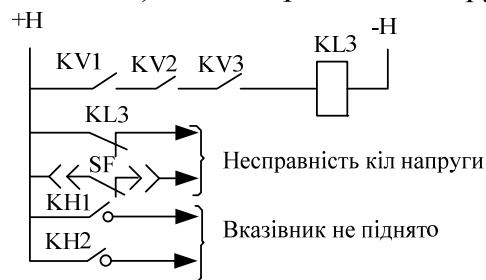 +Н
-Н
KV1 KV2 KV3 KL3
KL3
SF
Несправність кіл напруги
KH1
KH2
Вказівник не піднято